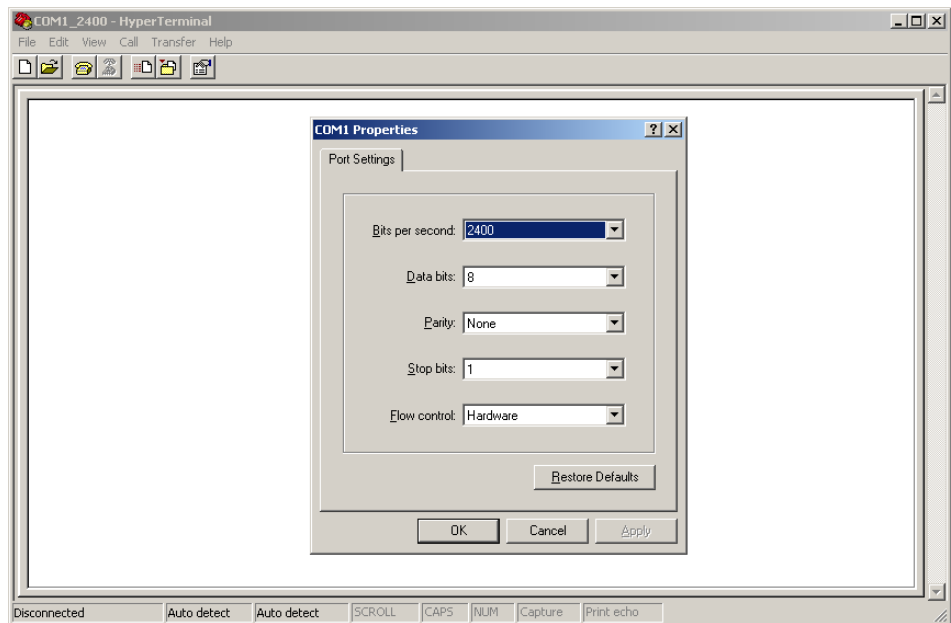 COM1_2400 - HyperTerminal
File Edit View Call Transfer Help
COM1 Properties
Port Settings
Bits per second: 2400
Data bits: 8
Parity: None
Stop bits: 1
Flow control: Hardware
Restore Defaults
OK Cancel Apply
Disconnected Auto detect Auto detect SCROLL CAPS NUM Capture Print echo